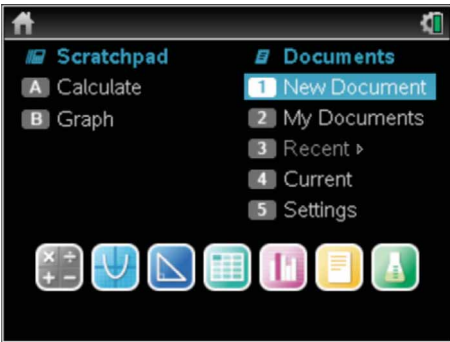 Scratchpad
A Calculate
B Graph
Documents
1 New Document
2 My Documents
3 Recent ▹
4 Current
5 Settings